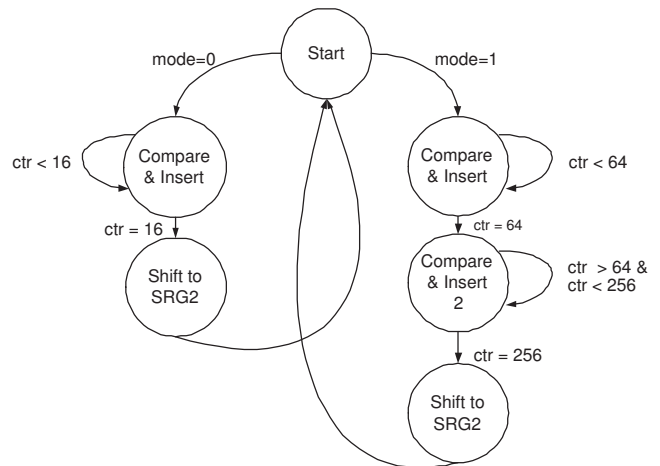 Start
mode=0
mode=1
Compare
& Insert
ctr < 16
Compare
& Insert
ctr < 64
ctr = 16
ctr = 64
Shift to
SRG2
Compare
& Insert
2
ctr > 64 &
ctr < 256
ctr = 256
Shift to
SRG2